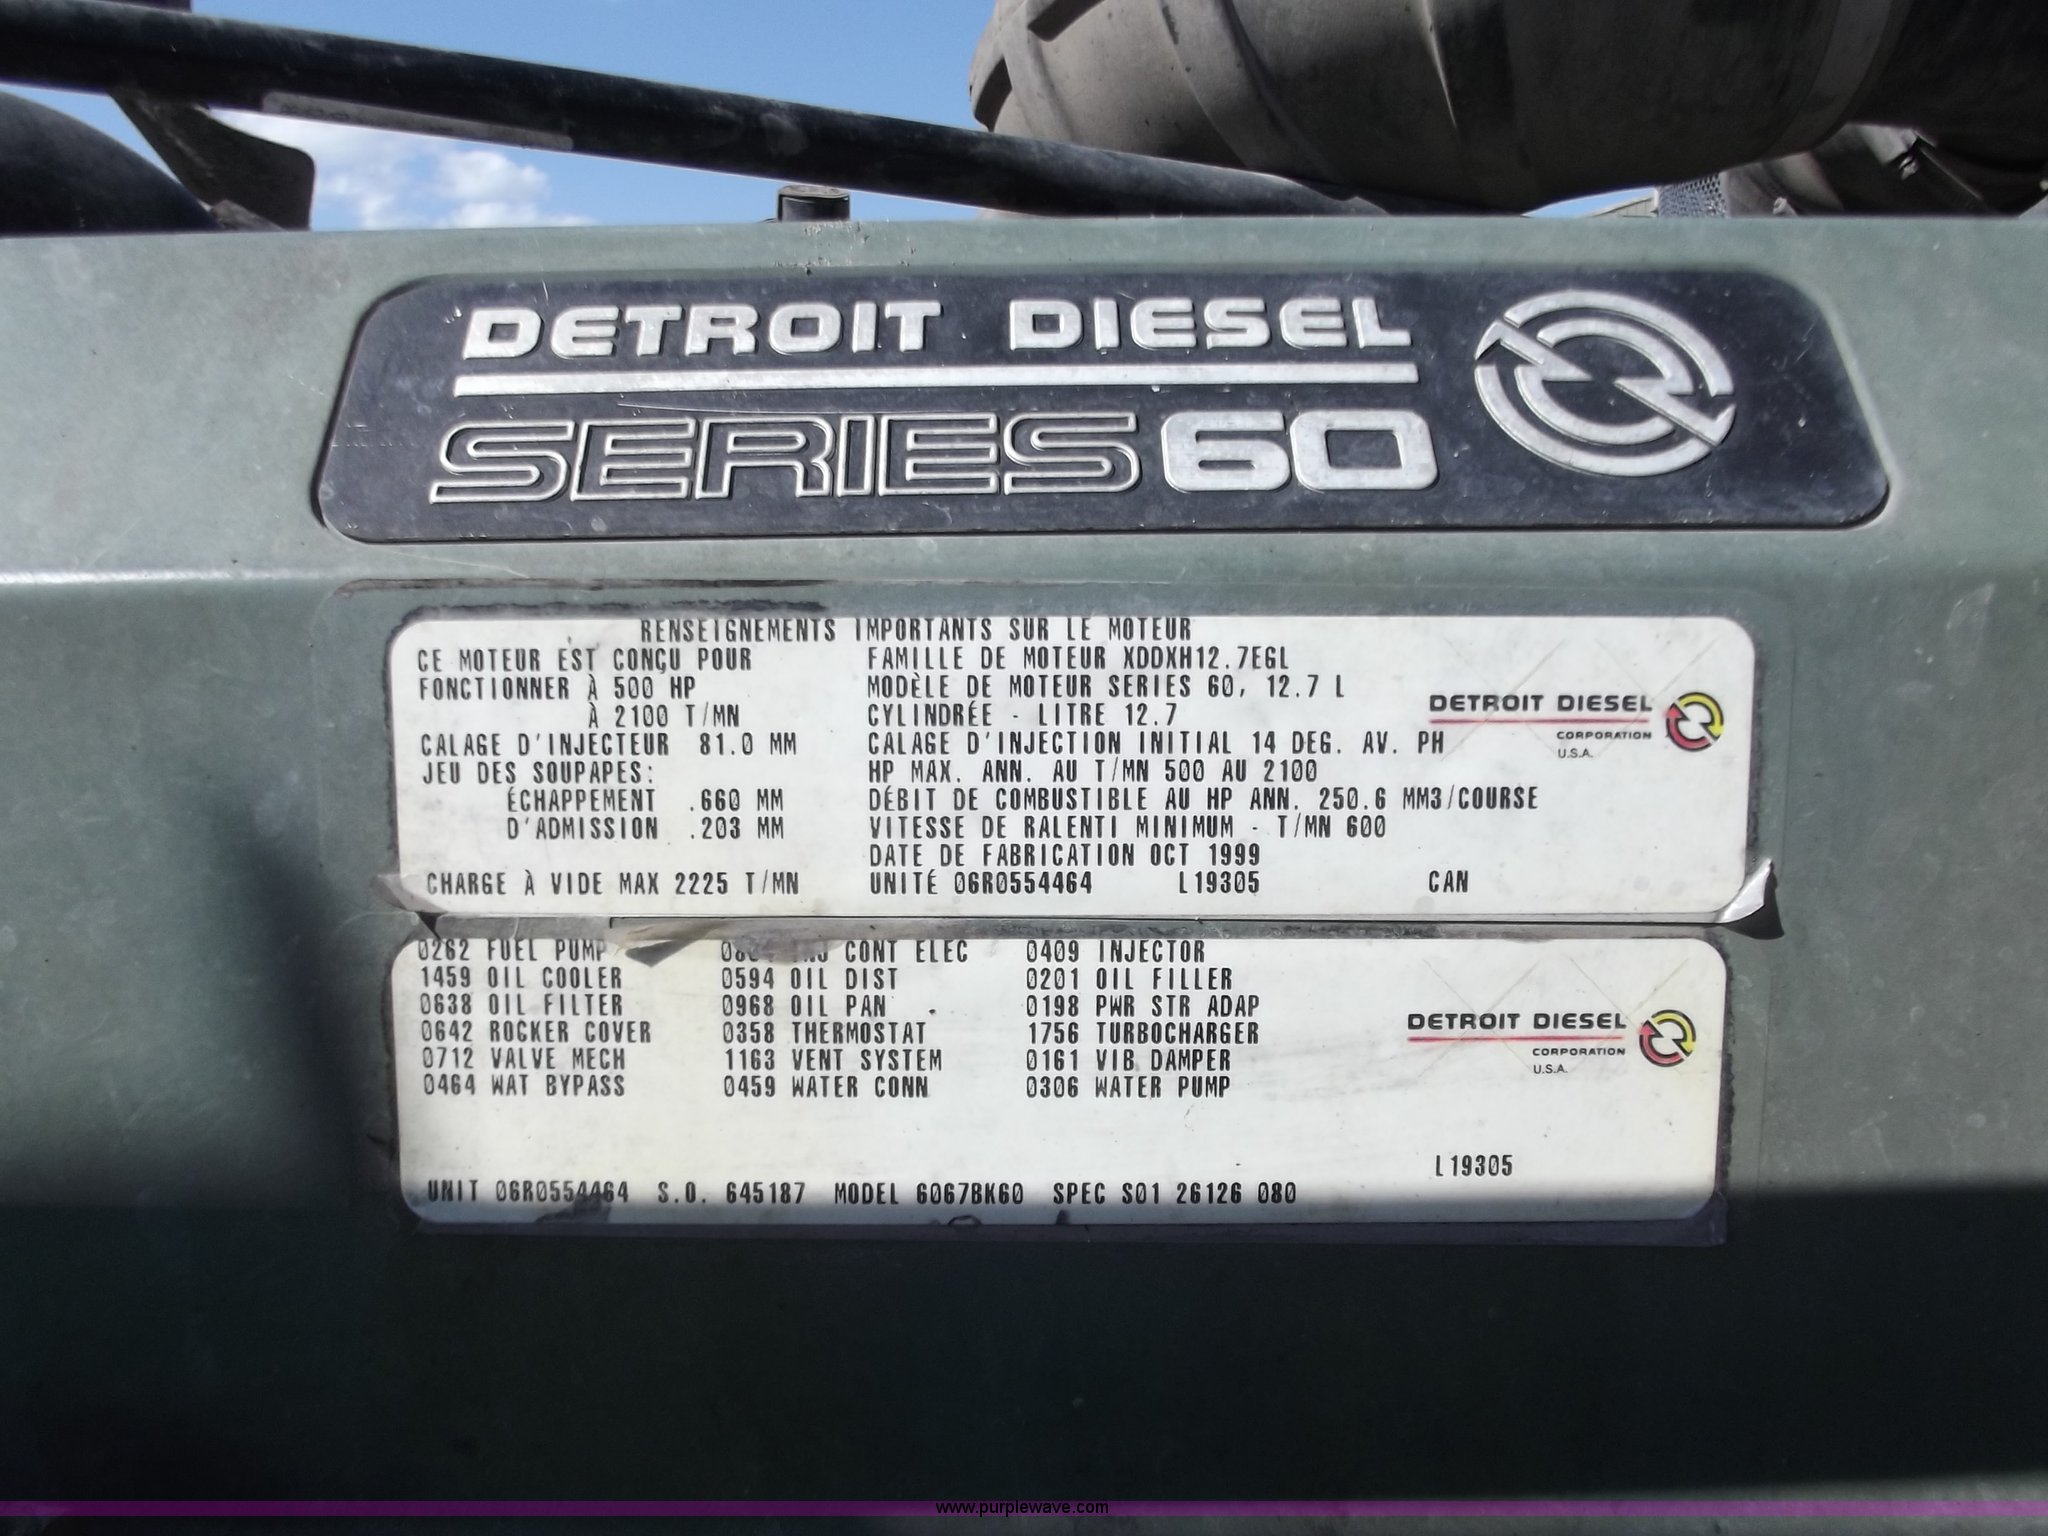 DETROIT DIESEL
SERIES 60
RENSEIGNEMENTS IMPORTANTS SUR LE MOTEUR
CE MOTEUR EST CONÇU POUR
FONCTIONNER À 500 HP
À 2100 T/MN
CALAGE D'INJECTEUR 81.0 MM
JEU DES SOUPAPES:
ÉCHAPPEMENT .660 MM
D'ADMISSION .203 MM
CHARGE À VIDE MAX 2225 T/MN
FAMILLE DE MOTEUR XDDXH12.7EGL
MODÈLE DE MOTEUR SERIES 60, 12.7 L
CYLINDRÉE - LITRE 12.7
CALAGE D'INJECTION INITIAL 14 DEG. AV. PH
HP MAX. ANN. AU T/MN 500 AU 2100
DÉBIT DE COMBUSTIBLE AU HP ANN. 250.6 MM3/COURSE
VITESSE DE RALENTI MINIMUM - T/MN 600
DATE DE FABRICATION OCT 1999
UNITÉ 06R0554464 L19305 CAN
DETROIT DIESEL
CORPORATION
U.S.A.
0262 FUEL PUMP CONT ELEC 0409 INJECTOR
1459 OIL COOLER 0594 OIL DIST 0201 OIL FILLER
0638 OIL FILTER 0968 OIL PAN 0198 PWR STR ADAP
0642 ROCKER COVER 0358 THERMOSTAT 1756 TURBOCHARGER
0712 VALVE MECH 1163 VENT SYSTEM 0161 VIB DAMPER
0464 WAT BYPASS 0459 WATER CONN 0306 WATER PUMP
DETROIT DIESEL
CORPORATION
U.S.A.
L19305
UNIT 06R0554464 S.O. 645187 MODEL 6067BK60 SPEC S01 26126 080
www.purplewave.com